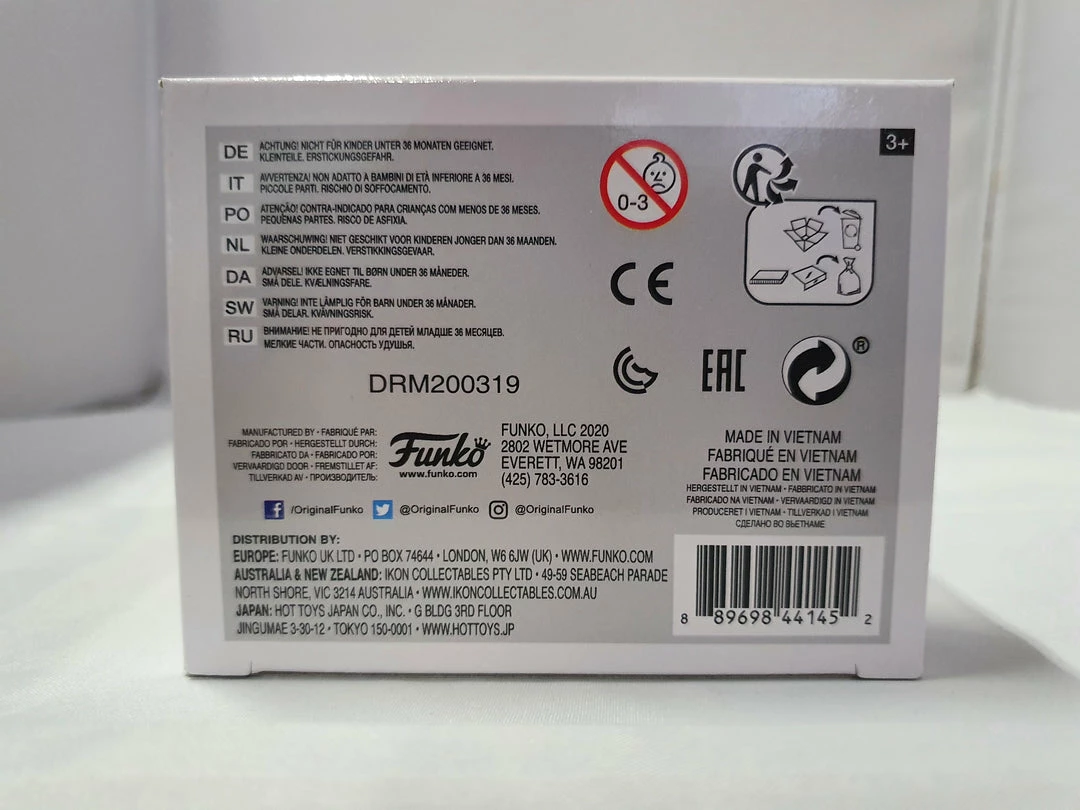 3+
DE ACHTUNG! NICHT FÜR KINDER UNTER 36 MONATEN GEEIGNET.
KLEINTEILE. ERSTICKUNGSGEFAHR.
IT AVVERTENZA! NON ADATTO A BAMBINI DI ETÀ INFERIORE A 36 MESI.
PICCOLE PARTI. RISCHIO DI SOFFOCAMENTO.
PO ATENÇÃO! CONTRA-INDICADO PARA CRIANÇAS COM MENOS DE 36 MESES.
PEQUENAS PARTES. RISCO DE ASFIXIA.
NL WAARSCHUWING! NIET GESCHIKT VOOR KINDEREN JONGER DAN 36 MAANDEN.
KLEINE ONDERDELEN. VERSTIKKINGSGEVAAR.
DA ADVARSEL! IKKE EGNET TIL BØRN UNDER 36 MÅNEDER.
SMÅ DELE. KVÆLNINGSFARE.
SW VARNING! INTE LÄMPLIG FÖR BARN UNDER 36 MÅNADER.
SMÅ DELAR. KVÄVNINGSRISK.
RU ВНИМАНИЕ! НЕ ПРИГОДНО ДЛЯ ДЕТЕЙ МЛАДШЕ 36 МЕСЯЦЕВ.
МЕЛКИЕ ЧАСТИ. ОПАСНОСТЬ УДУШЬЯ.
0-3
CE
EAC
®
DRM200319
MANUFACTURED BY • FABRIQUÉ PAR:
FABRICADO POR • HERGESTELLT DURCH:
FABBRICATO DA • FABRICADO POR:
VERVAARDIGD DOOR • FREMSTILLET AF:
TILLVERKAD AV • ПРОИЗВОДИТЕЛЬ:
Funko
www.funko.com
FUNKO, LLC 2020
2802 WETMORE AVE
EVERETT, WA 98201
(425) 783-3616
/OriginalFunko @OriginalFunko @OriginalFunko
MADE IN VIETNAM
FABRIQUÉ EN VIETNAM
FABRICADO EN VIETNAM
HERGESTELLT IN VIETNAM • FABBRICATO IN VIETNAM
FABRICADO NA VIETNAM • VERVAARDIGD IN VIETNAM
PRODUCERET I VIETNAM • TILLVERKAD I VIETNAM
СДЕЛАНО ВО ВЬЕТНАМЕ
DISTRIBUTION BY:
EUROPE: FUNKO UK LTD • PO BOX 74644 • LONDON, W6 6JW (UK) • WWW.FUNKO.COM
AUSTRALIA & NEW ZEALAND: IKON COLLECTABLES PTY LTD • 49-59 SEABEACH PARADE
NORTH SHORE, VIC 3214 AUSTRALIA • WWW.IKONCOLLECTABLES.COM.AU
JAPAN: HOT TOYS JAPAN CO., INC. • G BLDG 3RD FLOOR
JINGUMAE 3-30-12 • TOKYO 150-0001 • WWW.HOTTOYS.JP
8 89698 44145 2